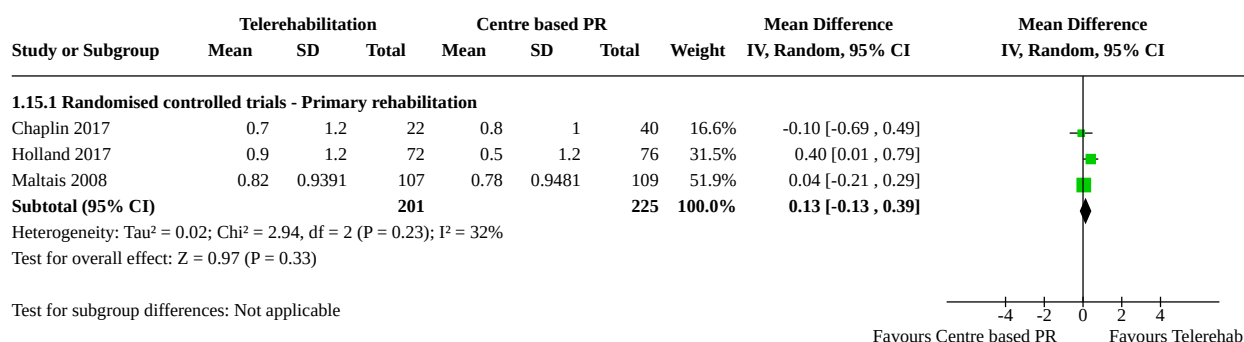 Telerehabilitation Centre based PR Mean Difference Mean Difference
Study or Subgroup Mean SD Total Mean SD Total Weight IV, Random, 95% CI IV, Random, 95% CI
1.15.1 Randomised controlled trials - Primary rehabilitation
Chaplin 2017 0.7 1.2 22 0.8 1 40 16.6% -0.10 [-0.69 , 0.49]
Holland 2017 0.9 1.2 72 0.5 1.2 76 31.5% 0.40 [0.01 , 0.79]
Maltais 2008 0.82 0.9391 107 0.78 0.9481 109 51.9% 0.04 [-0.21 , 0.29]
Subtotal (95% CI) 201 225 100.0% 0.13 [-0.13 , 0.39]
Heterogeneity: Tau² = 0.02; Chi² = 2.94, df = 2 (P = 0.23); I² = 32%
Test for overall effect: Z = 0.97 (P = 0.33)
Test for subgroup differences: Not applicable
-4 -2 0 2 4
Favours Centre based PR Favours Telerehab